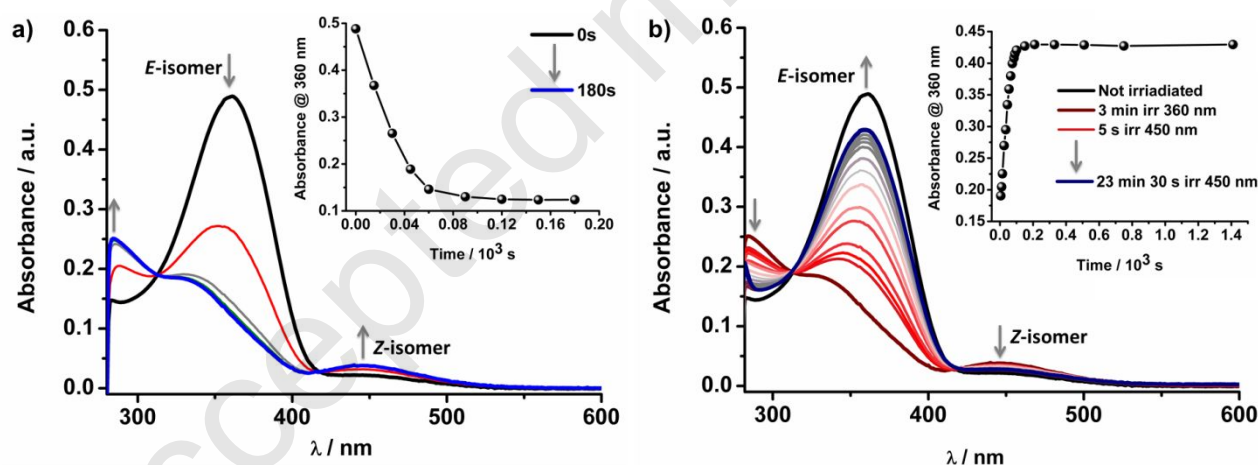 a)
0.6
0.5
0.4
0.3
0.2
0.1
0.0
Absorbance / a.u.
300 400 500 600
λ / nm
E-isomer
Z-isomer
0.5
0.4
0.3
0.2
0.1
Absorbance @ 360 nm
0.00 0.04 0.08 0.12 0.16 0.20
Time / 10³ s
0s
180s
b)
0.6
0.5
0.4
0.3
0.2
0.1
0.0
Absorbance / a.u.
300 400 500 600
λ / nm
E-isomer
Z-isomer
0.45
0.40
0.35
0.30
0.25
0.20
0.15
Absorbance @ 360 nm
0.0 0.2 0.4 0.6 0.8 1.0 1.2 1.4
Time / 10³ s
Not irriadiated
3 min irr 360 nm
5 s irr 450 nm
23 min 30 s irr 450 nm